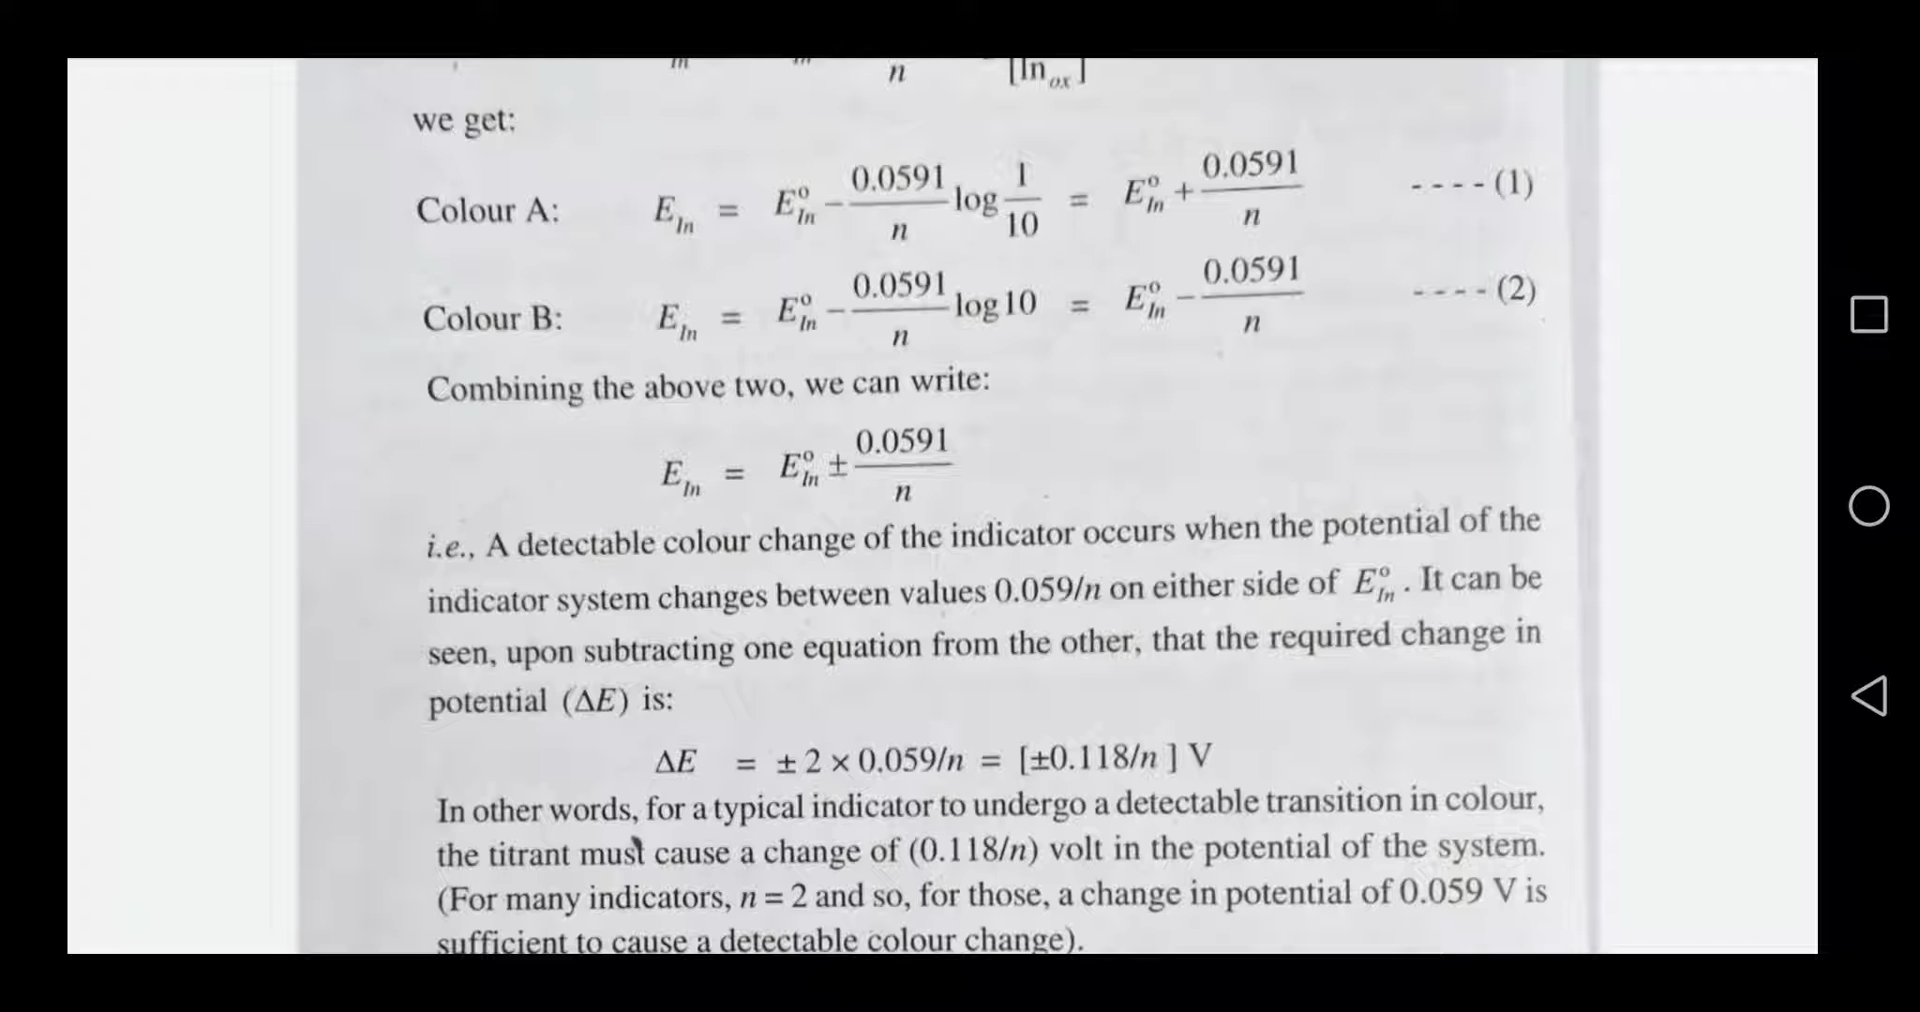 n [In ox]
we get:
Colour A: E_In = E°_In − 0.0591/n log 1/10 = E°_In + 0.0591/n ----(1)
Colour B: E_In = E°_In − 0.0591/n log 10 = E°_In − 0.0591/n ----(2)
Combining the above two, we can write:
E_In = E°_In ± 0.0591/n
i.e., A detectable colour change of the indicator occurs when the potential of the
indicator system changes between values 0.059/n on either side of E°_In. It can be
seen, upon subtracting one equation from the other, that the required change in
potential (ΔE) is:
ΔE = ± 2 × 0.059/n = [±0.118/n ] V
In other words, for a typical indicator to undergo a detectable transition in colour,
the titrant must cause a change of (0.118/n) volt in the potential of the system.
(For many indicators, n = 2 and so, for those, a change in potential of 0.059 V is
sufficient to cause a detectable colour change).